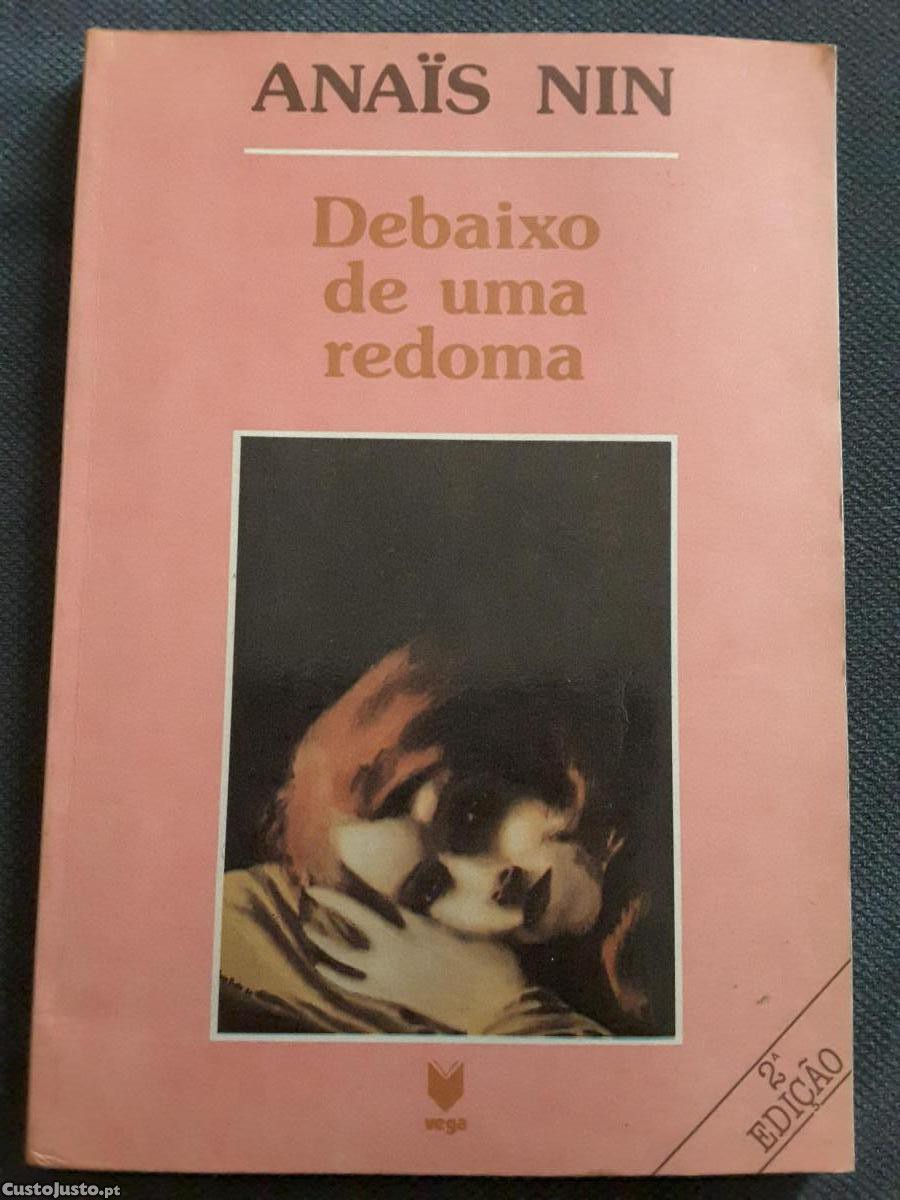 ANAÏS NIN
Debaixo
de uma
redoma
vega
2ª
EDIÇÃO
CustoJusto.pt